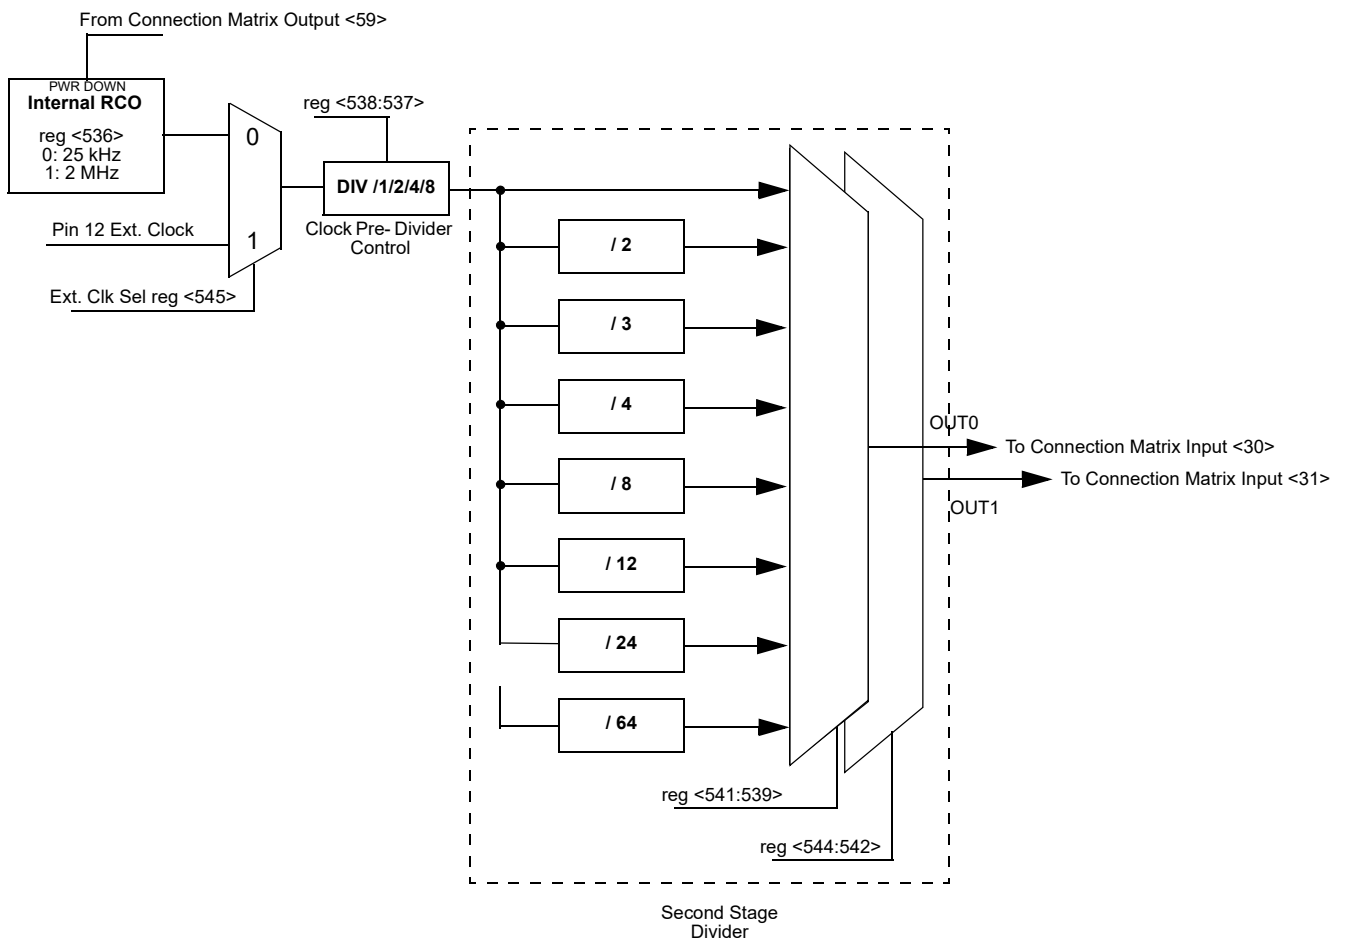 From Connection Matrix Output <59>
PWR DOWN
Internal RCO
reg <536>
0: 25 kHz
1: 2 MHz
0
1
Pin 12 Ext. Clock
Ext. Clk Sel reg <545>
reg <538:537>
DIV /1/2/4/8
Clock Pre- Divider
Control
/ 2
/ 3
/ 4
/ 8
/ 12
/ 24
/ 64
OUT0
To Connection Matrix Input <30>
To Connection Matrix Input <31>
OUT1
reg <541:539>
reg <544:542>
Second Stage
Divider